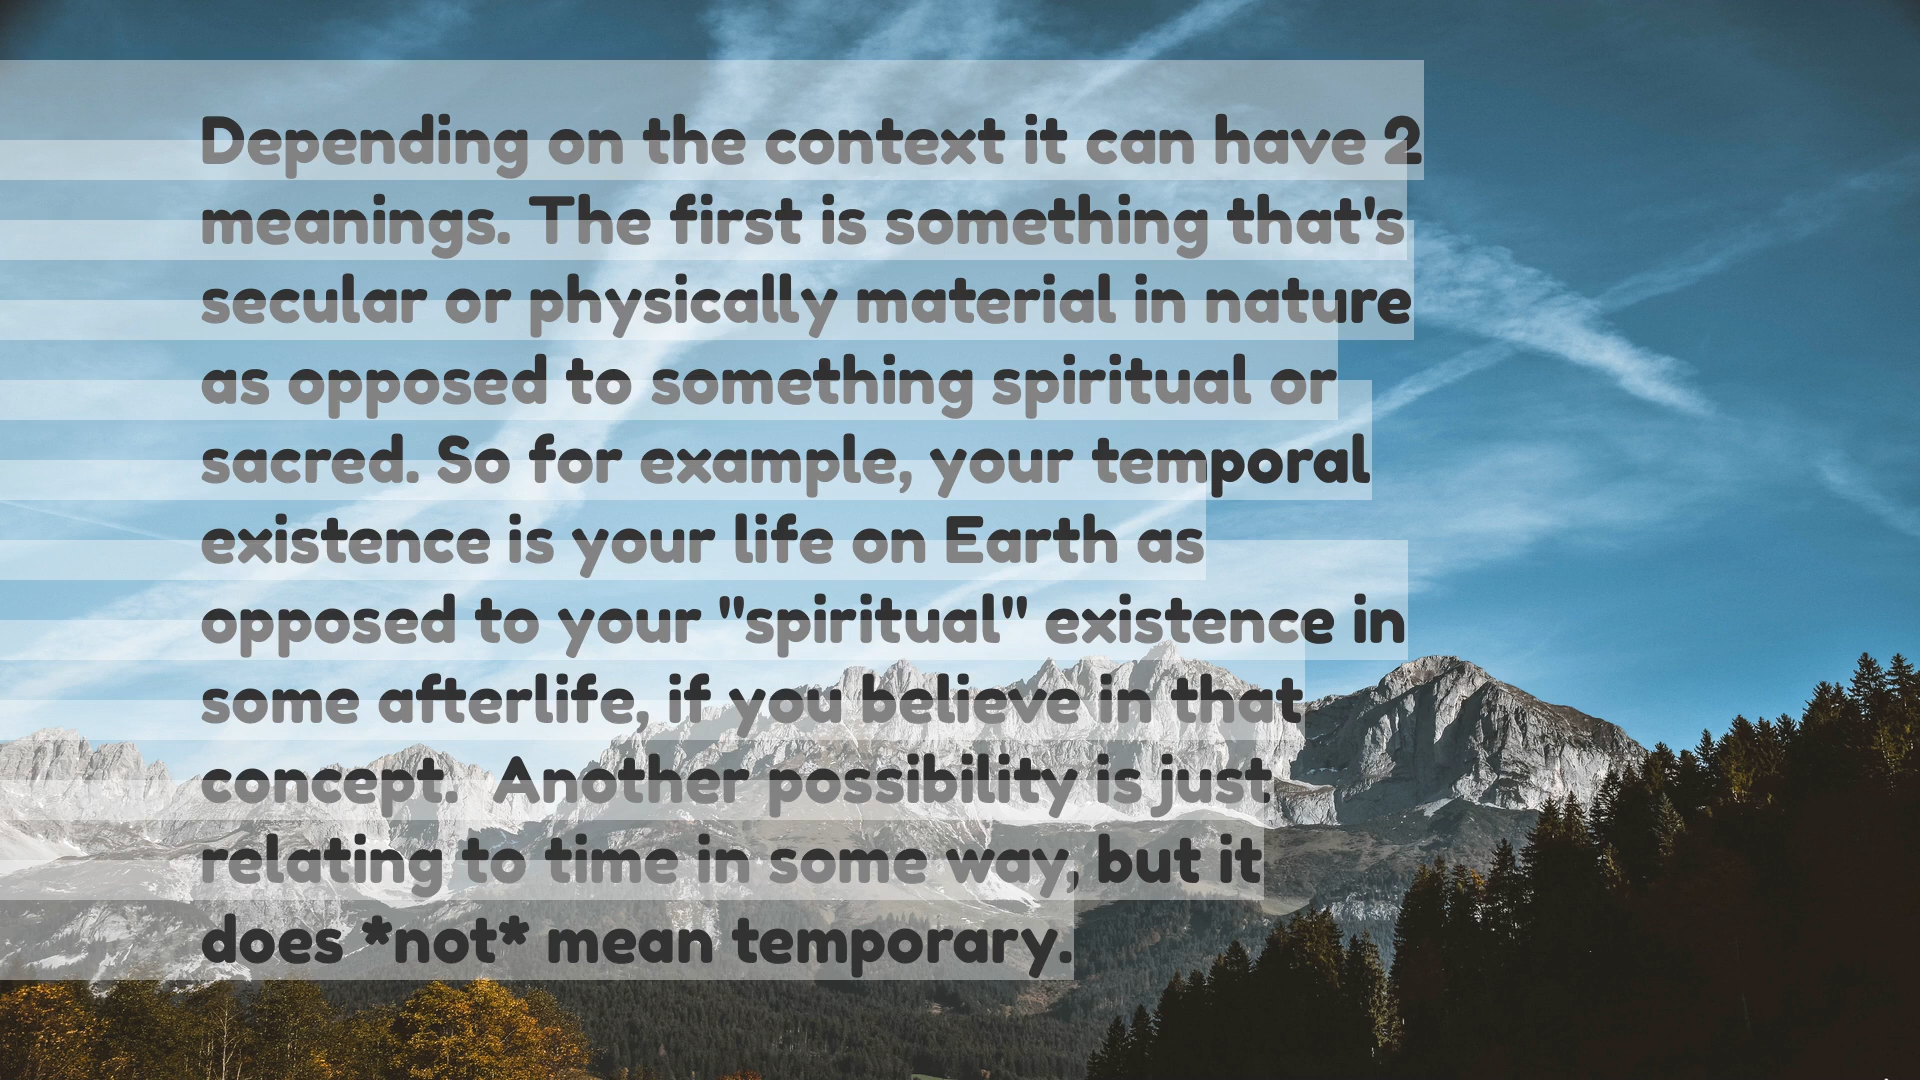 Depending on the context it can have 2
meanings. The first is something that's
secular or physically material in nature
as opposed to something spiritual or
sacred. So for example, your temporal
existence is your life on Earth as
opposed to your "spiritual" existence in
some afterlife, if you believe in that
concept.  Another possibility is just
relating to time in some way, but it
does *not* mean temporary.